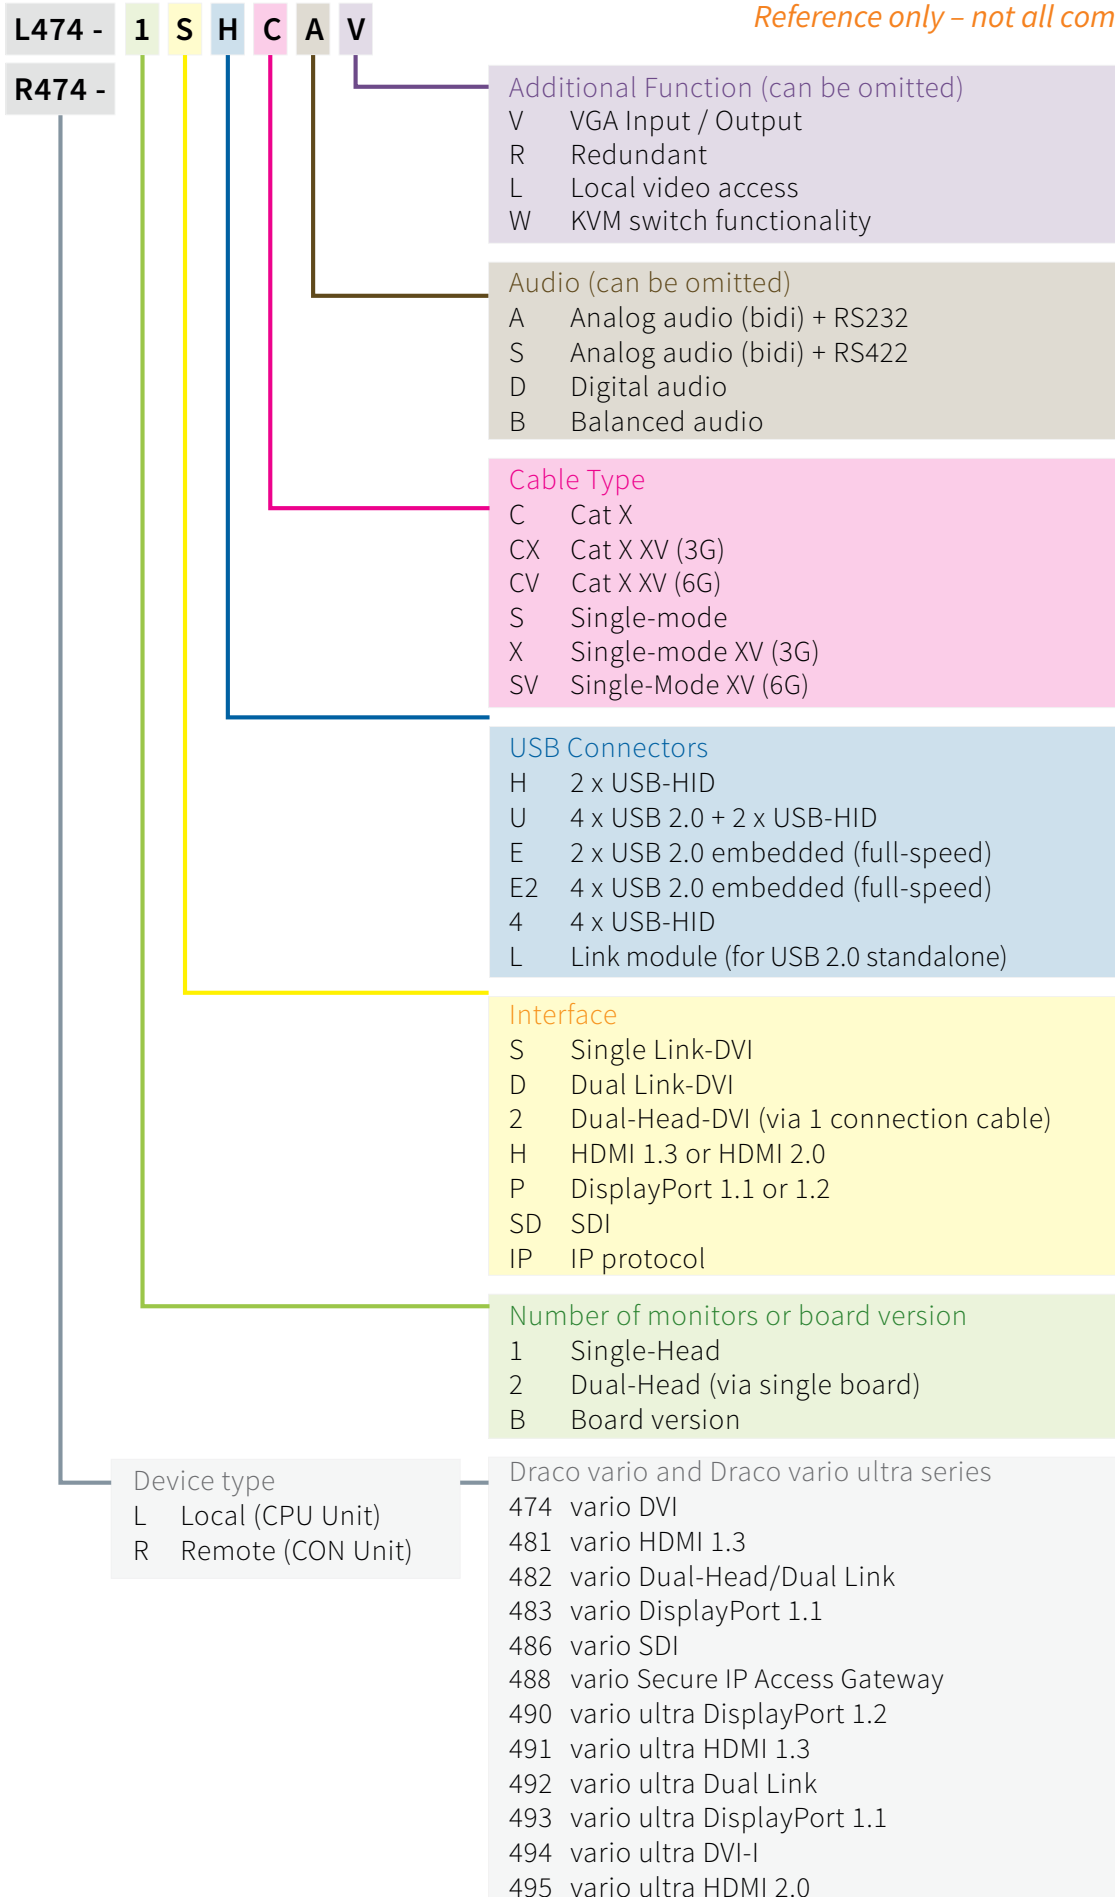 L474 - 1 S H C A V
Reference only – not all com
R474 -
Additional Function (can be omitted)
V VGA Input / Output
R Redundant
L Local video access
W KVM switch functionality
Audio (can be omitted)
A Analog audio (bidi) + RS232
S Analog audio (bidi) + RS422
D Digital audio
B Balanced audio
Cable Type
C Cat X
CX Cat X XV (3G)
CV Cat X XV (6G)
S Single-mode
X Single-mode XV (3G)
SV Single-Mode XV (6G)
USB Connectors
H 2 x USB-HID
U 4 x USB 2.0 + 2 x USB-HID
E 2 x USB 2.0 embedded (full-speed)
E2 4 x USB 2.0 embedded (full-speed)
4 4 x USB-HID
L Link module (for USB 2.0 standalone)
Interface
S Single Link-DVI
D Dual Link-DVI
2 Dual-Head-DVI (via 1 connection cable)
H HDMI 1.3 or HDMI 2.0
P DisplayPort 1.1 or 1.2
SD SDI
IP IP protocol
Number of monitors or board version
1 Single-Head
2 Dual-Head (via single board)
B Board version
Device type
L Local (CPU Unit)
R Remote (CON Unit)
Draco vario and Draco vario ultra series
474 vario DVI
481 vario HDMI 1.3
482 vario Dual-Head/Dual Link
483 vario DisplayPort 1.1
486 vario SDI
488 vario Secure IP Access Gateway
490 vario ultra DisplayPort 1.2
491 vario ultra HDMI 1.3
492 vario ultra Dual Link
493 vario ultra DisplayPort 1.1
494 vario ultra DVI-I
495 vario ultra HDMI 2.0